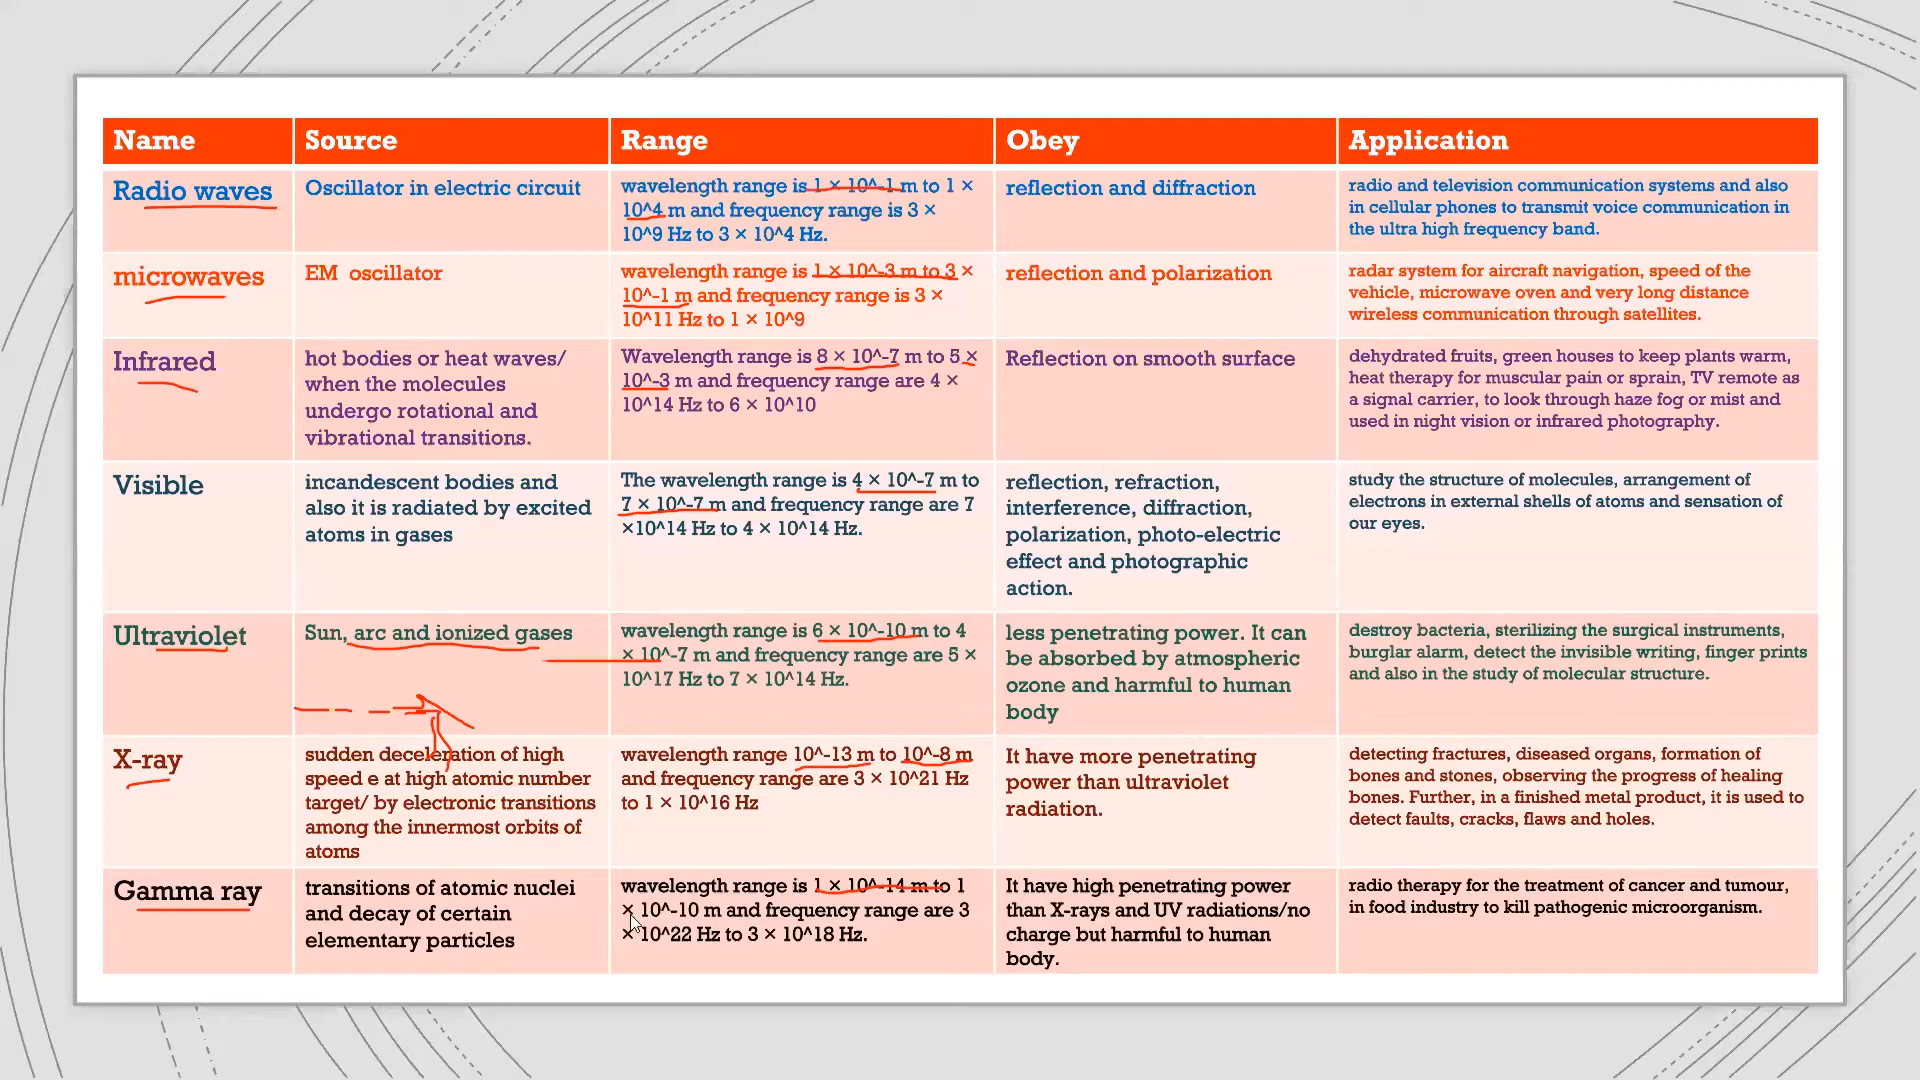 Name Source Range Obey Application
Radio waves
Oscillator in electric circuit
wavelength range is 1 × 10^-1 m to 1 ×
10^4 m and frequency range is 3 ×
10^9 Hz to 3 × 10^4 Hz.
reflection and diffraction
radio and television communication systems and also
in cellular phones to transmit voice communication in
the ultra high frequency band.
microwaves
EM oscillator
wavelength range is 1 × 10^-3 m to 3 ×
10^-1 m and frequency range is 3 ×
10^11 Hz to 1 × 10^9
reflection and polarization
radar system for aircraft navigation, speed of the
vehicle, microwave oven and very long distance
wireless communication through satellites.
Infrared
hot bodies or heat waves/
when the molecules
undergo rotational and
vibrational transitions.
Wavelength range is 8 × 10^-7 m to 5 ×
10^-3 m and frequency range are 4 ×
10^14 Hz to 6 × 10^10
Reflection on smooth surface
dehydrated fruits, green houses to keep plants warm,
heat therapy for muscular pain or sprain, TV remote as
a signal carrier, to look through haze fog or mist and
used in night vision or infrared photography.
Visible
incandescent bodies and
also it is radiated by excited
atoms in gases
The wavelength range is 4 × 10^-7 m to
7 × 10^-7 m and frequency range are 7
×10^14 Hz to 4 × 10^14 Hz.
reflection, refraction,
interference, diffraction,
polarization, photo-electric
effect and photographic
action.
study the structure of molecules, arrangement of
electrons in external shells of atoms and sensation of
our eyes.
Ultraviolet
Sun, arc and ionized gases
wavelength range is 6 × 10^-10 m to 4
× 10^-7 m and frequency range are 5 ×
10^17 Hz to 7 × 10^14 Hz.
less penetrating power. It can
be absorbed by atmospheric
ozone and harmful to human
body
destroy bacteria, sterilizing the surgical instruments,
burglar alarm, detect the invisible writing, finger prints
and also in the study of molecular structure.
X-ray
sudden deceleration of high
speed e at high atomic number
target/ by electronic transitions
among the innermost orbits of
atoms
wavelength range 10^-13 m to 10^-8 m
and frequency range are 3 × 10^21 Hz
to 1 × 10^16 Hz
It have more penetrating
power than ultraviolet
radiation.
detecting fractures, diseased organs, formation of
bones and stones, observing the progress of healing
bones. Further, in a finished metal product, it is used to
detect faults, cracks, flaws and holes.
Gamma ray
transitions of atomic nuclei
and decay of certain
elementary particles
wavelength range is 1 × 10^-14 m to 1
× 10^-10 m and frequency range are 3
× 10^22 Hz to 3 × 10^18 Hz.
It have high penetrating power
than X-rays and UV radiations/no
charge but harmful to human
body.
radio therapy for the treatment of cancer and tumour,
in food industry to kill pathogenic microorganism.